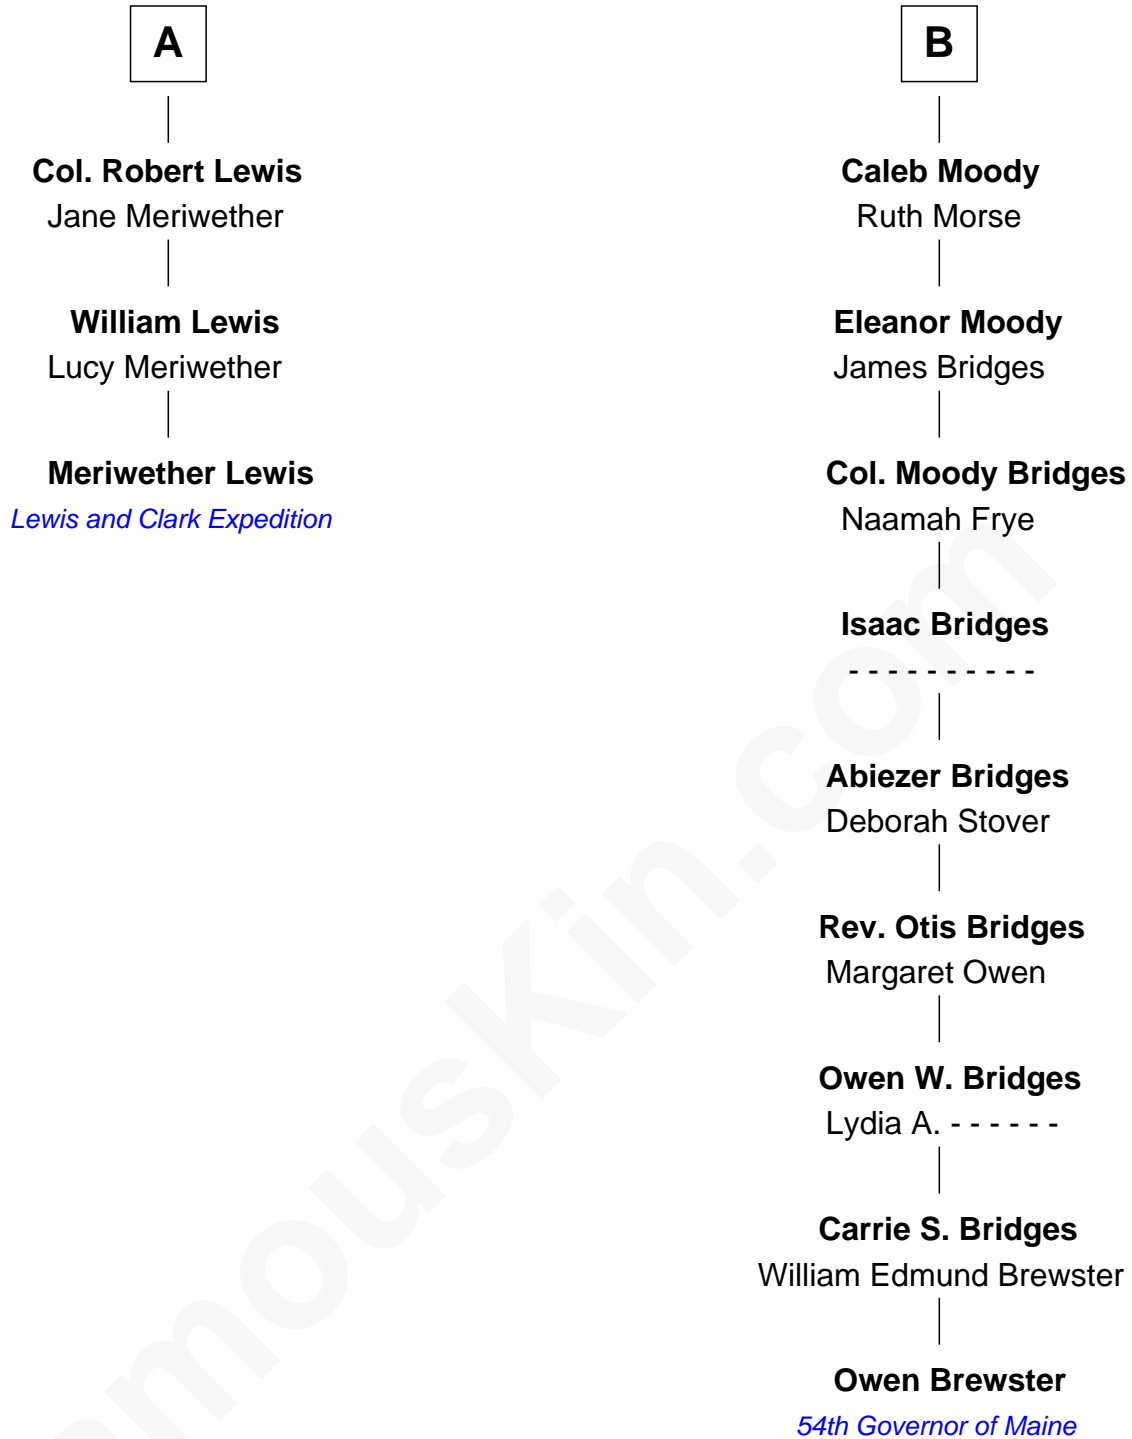 A
Col. Robert Lewis
Jane Meriwether
William Lewis
Lucy Meriwether
Meriwether Lewis
Lewis and Clark Expedition
B
Caleb Moody
Ruth Morse
Eleanor Moody
James Bridges
Col. Moody Bridges
Naamah Frye
Isaac Bridges
- - - - - - - - - -
Abiezer Bridges
Deborah Stover
Rev. Otis Bridges
Margaret Owen
Owen W. Bridges
Lydia A. - - - - - -
Carrie S. Bridges
William Edmund Brewster
Owen Brewster
54th Governor of Maine
amouskin.com